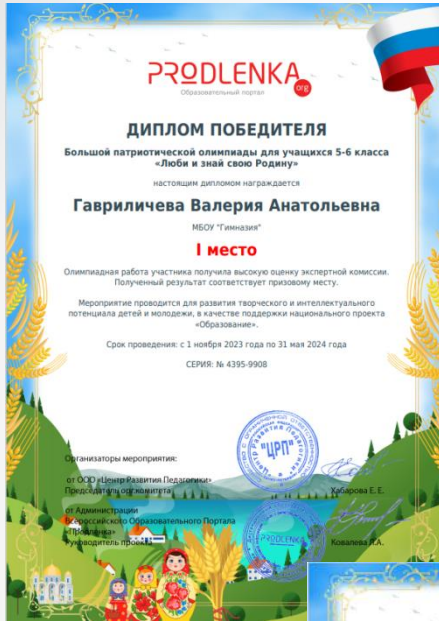 PRODLENKA.org
Образовательный портал
ДИПЛОМ ПОБЕДИТЕЛЯ
Большой патриотической олимпиады для учащихся 5-6 класса
«Люби и знай свою Родину»
настоящим дипломом награждается
Гавриличева Валерия Анатольевна
МБОУ "Гимназия"
I место
Олимпиадная работа участника получила высокую оценку экспертной комиссии.
Полученный результат соответствует призовому месту.
Мероприятие проводится для развития творческого и интеллектуального
потенциала детей и молодежи, в качестве поддержки национального проекта
«Образование».
Срок проведения: с 1 ноября 2023 года по 31 мая 2024 года
СЕРИЯ: № 4395-9908
"ЦРП"
Организаторы мероприятия:
от ООО «Центр Развития Педагогики»
Председатель оргкомитета
Хабарова Е.Е.
от Администрации
Всероссийского Образовательного Портала
«Продленка»
Руководитель проекта
PRODLENKA
Ковалева Л.А.